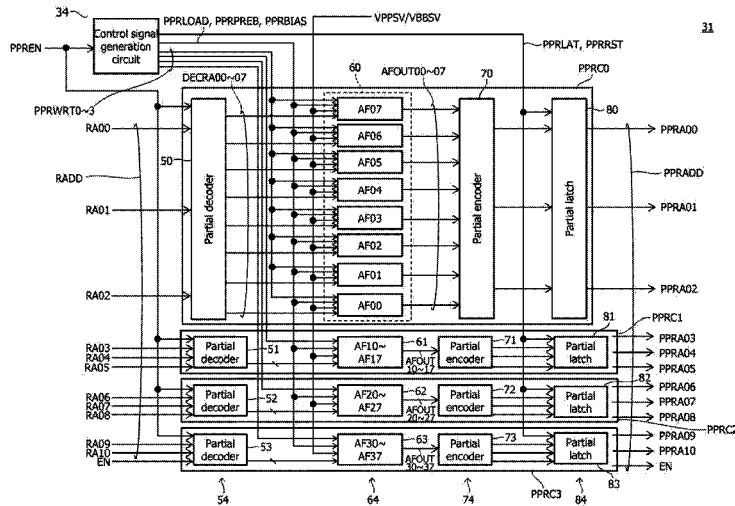 34
PPRLOAD, PPRPREB, PPRBIAS
VPPSV/VBBSV
31
PPREN
Control signal
generation
circuit
PPRLAT, PPRRST
DECRA00~07
60
AFOUT00~07
70
PPRC0
PPRWRT0~3
80
RA00
RADD
RA01
RA02
50
Partial decoder
AF07
AF06
AF05
AF04
AF03
AF02
AF01
AF00
Partial encoder
Partial latch
PPRA00
PPRADD
PPRA01
PPRA02
81
PPRC1
RA03
RA04
RA05
Partial
decoder
51
AF10~
AF17
61
AFOUT
10~17
71
Partial
encoder
Partial
latch
PPRA03
PPRA04
PPRA05
82
RA06
RA07
RA08
Partial
decoder
52
AF20~
AF27
62
AFOUT
20~27
72
Partial
encoder
Partial
latch
PPRA06
PPRA07
PPRA08
PPRC2
RA09
RA10
EN
Partial
decoder
53
AF30~
AF37
63
AFOUT
30~37
73
Partial
encoder
Partial
latch
83
PPRA09
PPRA10
EN
PPRC3
54
64
74
84